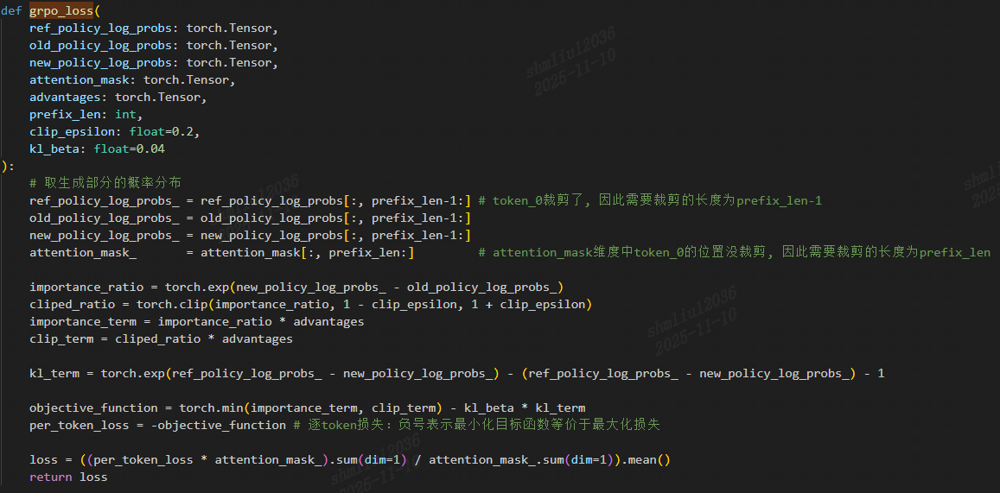 def grpo_loss(
    ref_policy_log_probs: torch.Tensor,
    old_policy_log_probs: torch.Tensor,
    new_policy_log_probs: torch.Tensor,
    attention_mask: torch.Tensor,
    advantages: torch.Tensor,
    prefix_len: int,
    clip_epsilon: float=0.2,
    kl_beta: float=0.04
):
    # 取生成部分的概率分布
    ref_policy_log_probs_ = ref_policy_log_probs[:, prefix_len-1:] # token_0裁剪了, 因此需要裁剪的长度为prefix_len-1
    old_policy_log_probs_ = old_policy_log_probs[:, prefix_len-1:]
    new_policy_log_probs_ = new_policy_log_probs[:, prefix_len-1:]
    attention_mask_       = attention_mask[:, prefix_len:]         # attention_mask维度中token_0的位置没裁剪, 因此需要裁剪的长度为prefix_len

    importance_ratio = torch.exp(new_policy_log_probs_ - old_policy_log_probs_)
    cliped_ratio = torch.clip(importance_ratio, 1 - clip_epsilon, 1 + clip_epsilon)
    importance_term = importance_ratio * advantages
    clip_term = cliped_ratio * advantages

    kl_term = torch.exp(ref_policy_log_probs_ - new_policy_log_probs_) - (ref_policy_log_probs_ - new_policy_log_probs_) - 1

    objective_function = torch.min(importance_term, clip_term) - kl_beta * kl_term
    per_token_loss = -objective_function # 逐token损失: 负号表示最小化目标函数等价于最大化损失

    loss = ((per_token_loss * attention_mask_).sum(dim=1) / attention_mask_.sum(dim=1)).mean()
    return loss
shmliu12036
2025-11-10
shmliu12036
2025-11-10